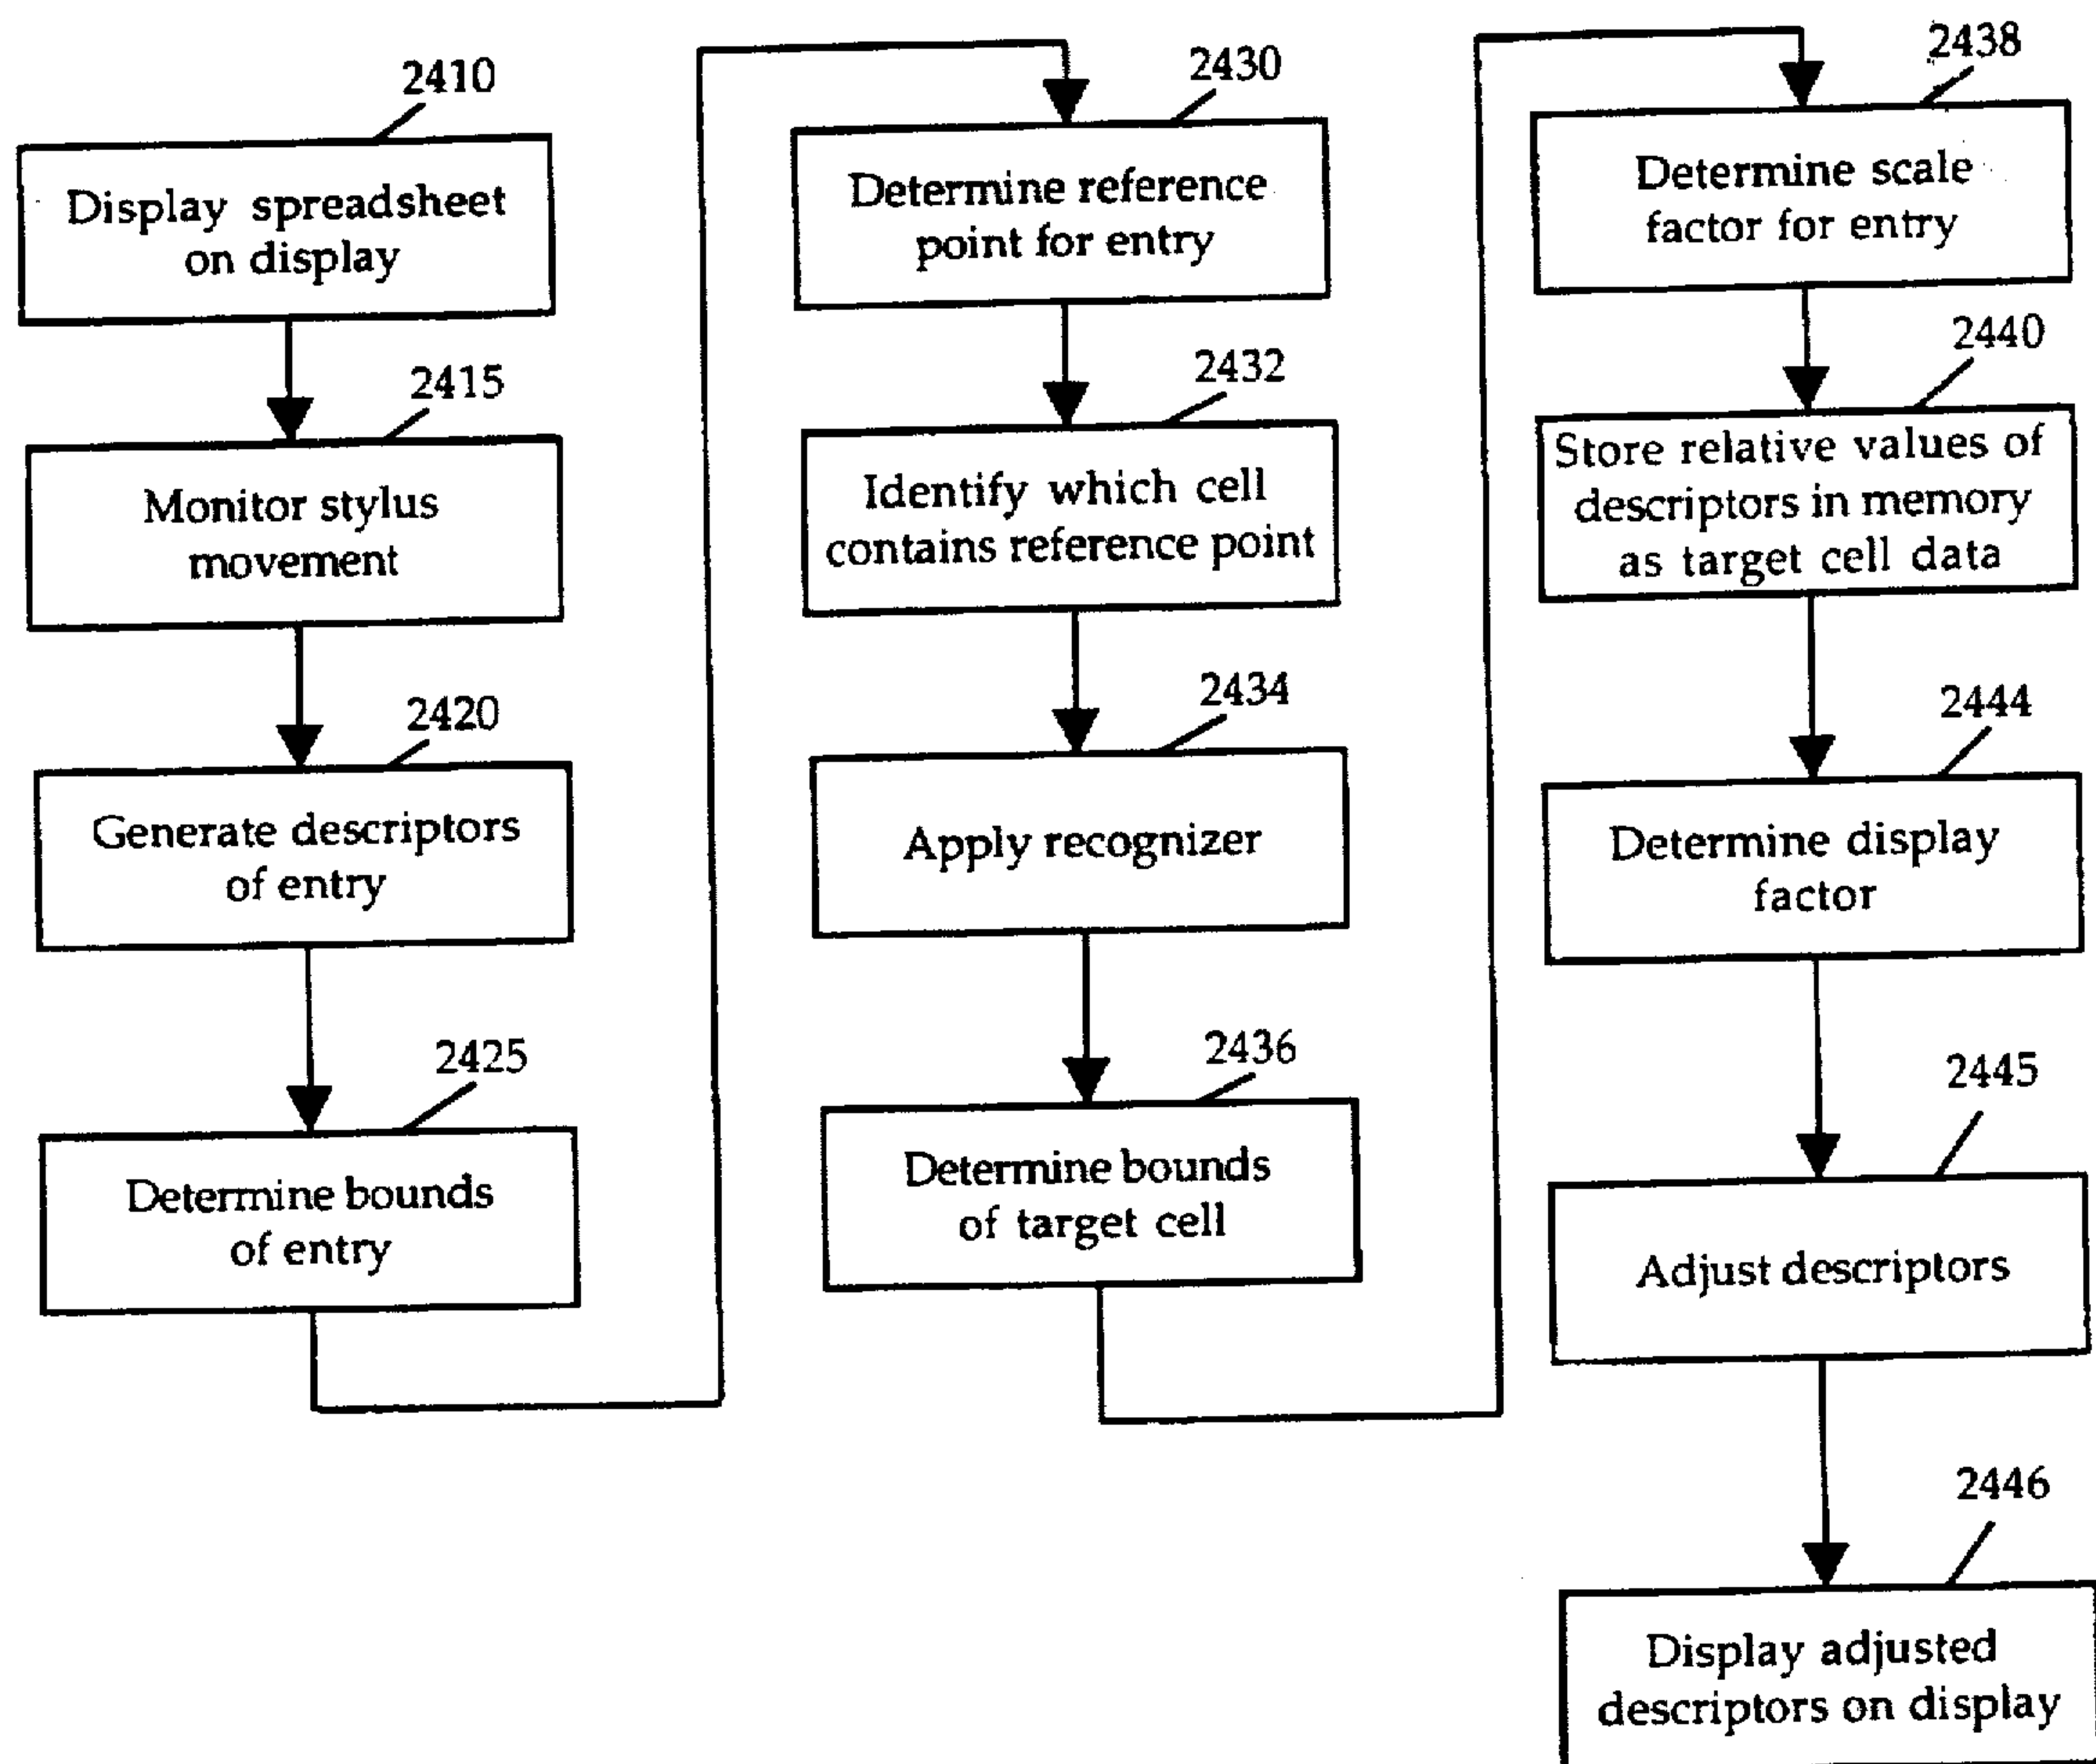 2410
Display spreadsheet
on display
2415
Monitor stylus
movement
2420
Generate descriptors
of entry
2425
Determine bounds
of entry
2430
Determine reference
point for entry
2432
Identify which cell
contains reference point
2434
Apply recognizer
2436
Determine bounds
of target cell
2438
Determine scale
factor for entry
2440
Store relative values of
descriptors in memory
as target cell data
2444
Determine display
factor
2445
Adjust descriptors
2446
Display adjusted
descriptors on display